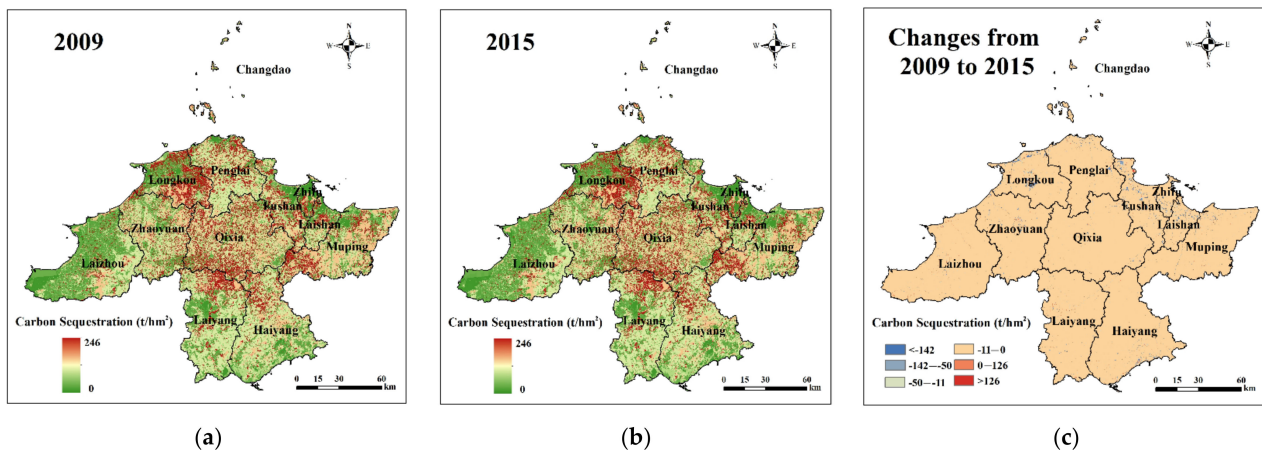 2009
N
W E
S
Changdao
Penglai
Longkou
Zhifu
Fushan
Laishan
Zhaoyuan
Qixia
Muping
Laizhou
Laiyang
Haiyang
Carbon Sequestration (t/hm²)
246
0
0 15 30 60
km
(a)
2015
N
W E
S
Changdao
Penglai
Longkou
Zhifu
Fushan
Laishan
Zhaoyuan
Qixia
Muping
Laizhou
Laiyang
Haiyang
Carbon Sequestration (t/hm²)
246
0
0 15 30 60
km
(b)
Changes from
2009 to 2015
N
W E
S
Changdao
Penglai
Longkou
Zhifu
Fushan
Laishan
Zhaoyuan
Qixia
Muping
Laizhou
Laiyang
Haiyang
Carbon Sequestration (t/hm²)
<-142 -11—0
-142—-50 0—126
-50—-11 >126
0 15 30 60
km
(c)